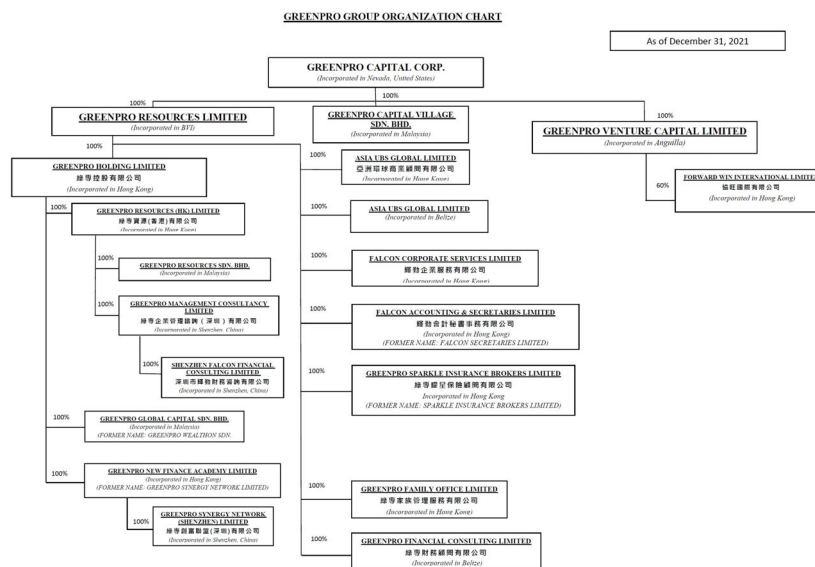 GREENPRO GROUP ORGANIZATION CHART
As of December 31, 2021
GREENPRO CAPITAL CORP.
(Incorporated in Nevada, United States)
100%
100%
100%
GREENPRO RESOURCES LIMITED
(Incorporated in BVI)
GREENPRO CAPITAL VILLAGE
SDN. BHD.
(Incorporated in Malaysia)
GREENPRO VENTURE CAPITAL LIMITED
(Incorporated in Anguilla)
100%
100%
GREENPRO HOLDING LIMITED
綠專控股有限公司
(Incorporated in Hong Kong)
100%
GREENPRO RESOURCES (HK) LIMITED
綠專資源(香港)有限公司
(Incorporated in Hong Kong)
100%
GREENPRO RESOURCES SDN. BHD.
(Incorporated in Malaysia)
100%
GREENPRO MANAGEMENT CONSULTANCY
LIMITED
綠專企業管理諮詢（深圳）有限公司
(Incorporated in Shenzhen, China)
100%
SHENZHEN FALCON FINANCIAL
CONSULTING LIMITED
深圳市輝勤財務咨詢有限公司
(Incorporated in Shenzhen, China)
100%
GREENPRO GLOBAL CAPITAL SDN. BHD.
(Incorporated in Malaysia)
(FORMER NAME: GREENPRO WEALTHON SDN.
100%
GREENPRO NEW FINANCE ACADEMY LIMITED
(Incorporated in Hong Kong)
(FORMER NAME: GREENPRO SYNERGY NETWORK LIMITED)
100%
GREENPRO SYNERGY NETWORK
(SHENZHEN) LIMITED
綠專創富聯盟(深圳)有限公司
(Incorporated in Shenzhen, China)
100%
ASIA UBS GLOBAL LIMITED
亞洲環球商業顧問有限公司
(Incorporated in Hong Kong)
100%
ASIA UBS GLOBAL LIMITED
(Incorporated in Belize)
100%
FALCON CORPORATE SERVICES LIMITED
輝勤企業服務有限公司
(Incorporated in Hong Kong)
100%
FALCON ACCOUNTING & SECRETARIES LIMITED
輝勤會計秘書事務有限公司
(Incorporated in Hong Kong)
(FORMER NAME: FALCON SECRETARIES LIMITED)
100%
GREENPRO SPARKLE INSURANCE BROKERS LIMITED
綠專耀星保險顧問有限公司
Incorporated in Hong Kong
(FORMER NAME: SPARKLE INSURANCE BROKERS LIMITED)
100%
GREENPRO FAMILY OFFICE LIMITED
綠專家族管理服務有限公司
(Incorporated in Hong Kong)
100%
GREENPRO FINANCIAL CONSULTING LIMITED
綠專財務顧問有限公司
(Incorporated in Belize)
60%
FORWARD WIN INTERNATIONAL LIMITE
協旺國際有限公司
(Incorporated in Hong Kong)